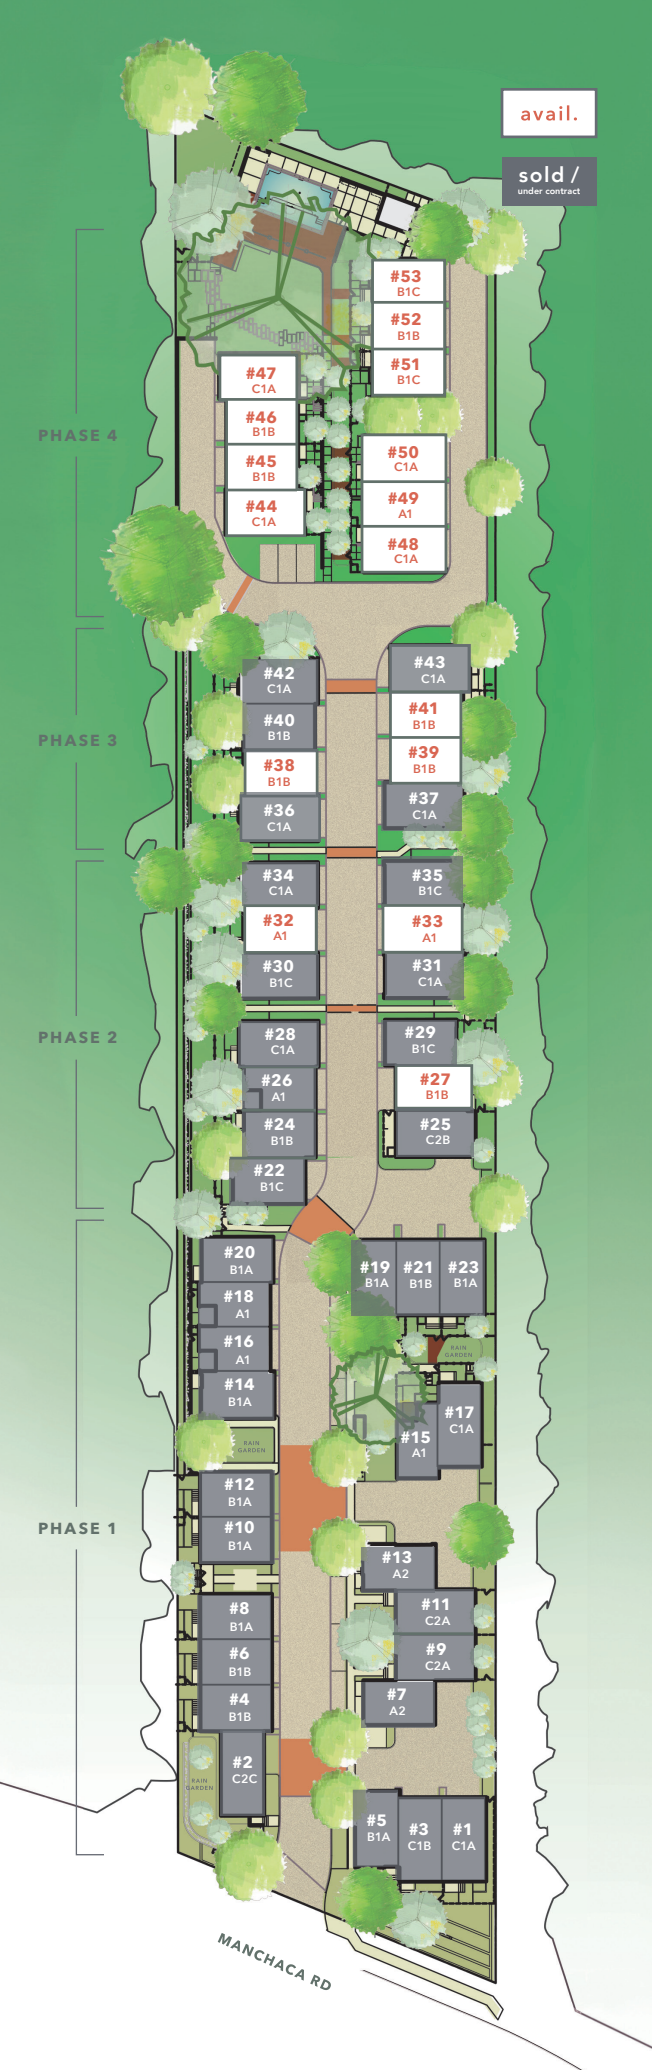 avail.
sold /
under contract
#53
B1C
#52
B1B
#51
B1C
#47
C1A
#46
B1B
#45
B1B
#44
C1A
#50
C1A
#49
A1
#48
C1A
PHASE 4
#43
C1A
#42
C1A
#41
B1B
#40
B1B
#39
B1B
#38
B1B
#37
C1A
#36
C1A
PHASE 3
#34
C1A
#35
B1C
#32
A1
#33
A1
#30
B1C
#31
C1A
#28
C1A
#29
B1C
#26
A1
#27
B1B
#24
B1B
#25
C2B
#22
B1C
PHASE 2
#20
B1A
#19
B1A
#21
B1B
#23
B1A
#18
A1
#16
A1
RAIN
GARDEN
#14
B1A
#17
C1A
#15
A1
RAIN
GARDEN
#12
B1A
#10
B1A
PHASE 1
#13
A2
#11
C2A
#8
B1A
#9
C2A
#6
B1B
#7
A2
#4
B1B
#2
C2C
RAIN
GARDEN
#5
B1A
#3
C1B
#1
C1A
MANCHACA RD